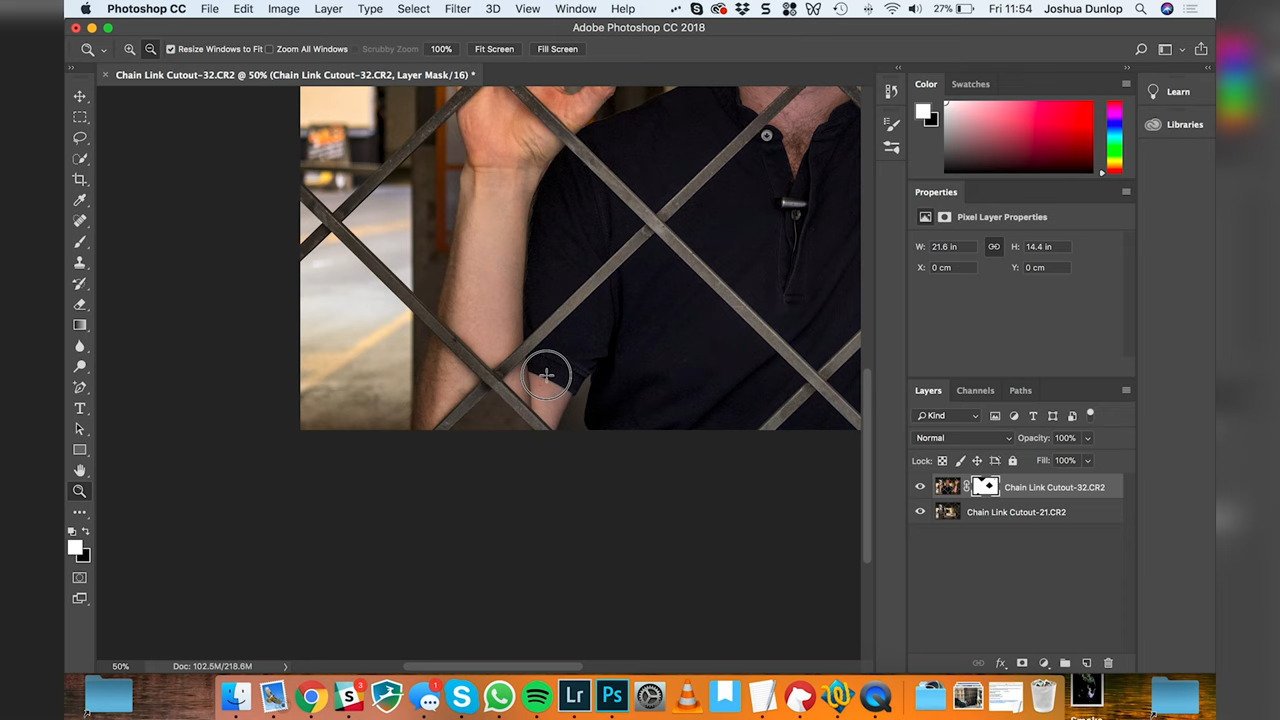 Photoshop CC File Edit Image Layer Type Select Filter 3D View Window Help 27% Fri 11:54 Joshua Dunlop
Adobe Photoshop CC 2018
Resize Windows to Fit Zoom All Windows Scrubby Zoom 100% Fit Screen Fill Screen
Chain Link Cutout-32.CR2 @ 50% (Chain Link Cutout-32.CR2, Layer Mask/16) *
Color Swatches
Learn
Libraries
Properties
Pixel Layer Properties
W: 21.6 in H: 14.4 in
X: 0 cm Y: 0 cm
Layers Channels Paths
Kind
Normal Opacity: 100%
Lock: Fill: 100%
Chain Link Cutout-32.CR2
Chain Link Cutout-21.CR2
50% Doc: 102.5M/218.6M
3
1
Lr Ps